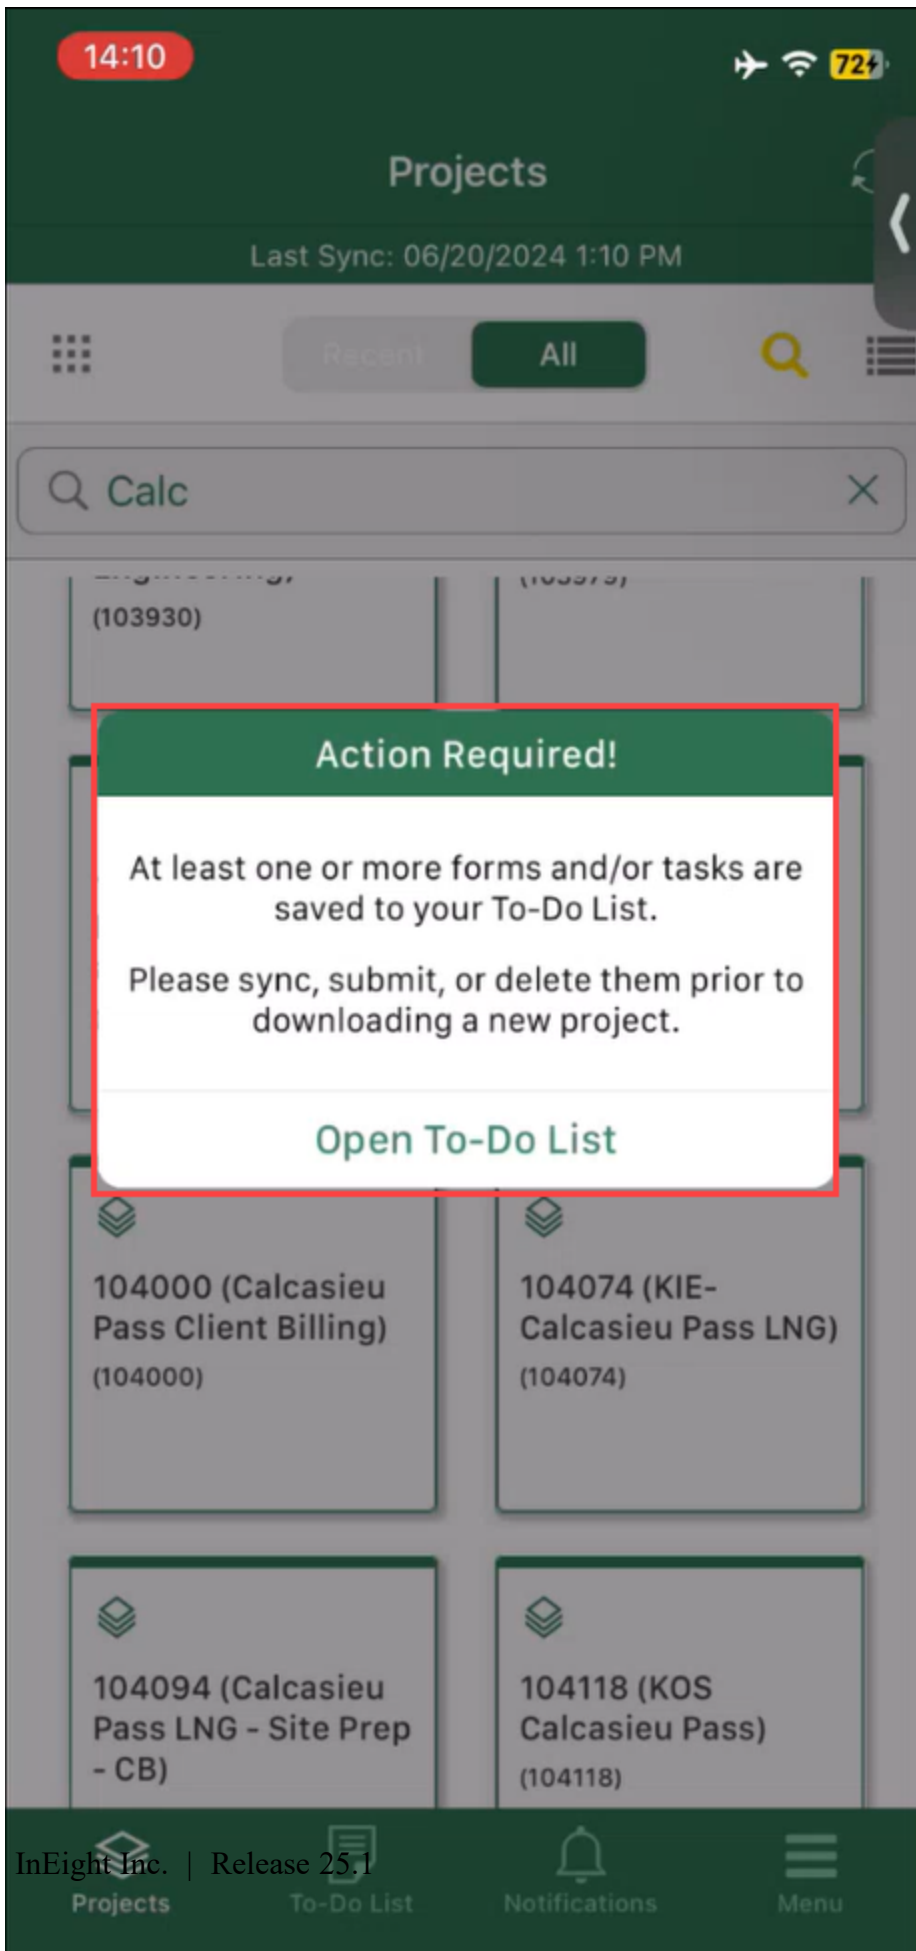 14:10
72
Projects
Last Sync: 06/20/2024 1:10 PM
Recent
All
Calc
(103930)
(103979)
Action Required!
At least one or more forms and/or tasks are
saved to your To-Do List.
Please sync, submit, or delete them prior to
downloading a new project.
Open To-Do List
104000 (Calcasieu
Pass Client Billing)
(104000)
104074 (KIE-
Calcasieu Pass LNG)
(104074)
104094 (Calcasieu
Pass LNG - Site Prep
- CB)
104118 (KOS
Calcasieu Pass)
(104118)
InEight Inc. | Release 25.1
Projects
To-Do List
Notifications
Menu